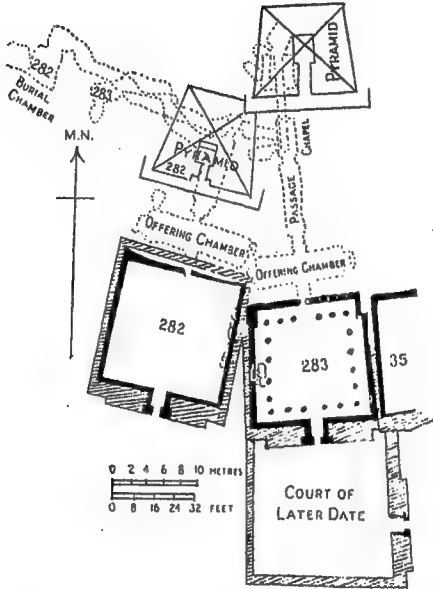 PYRAMID
282
BURIAL
CHAMBER
283
M.N.
PYRAMID
282
CHAPEL
PASSAGE
OFFERING CHAMBER
OFFERING CHAMBER
282
283
35
0 2 4 6 8 10 METRES
0 8 16 24 32 FEET
COURT OF
LATER DATE